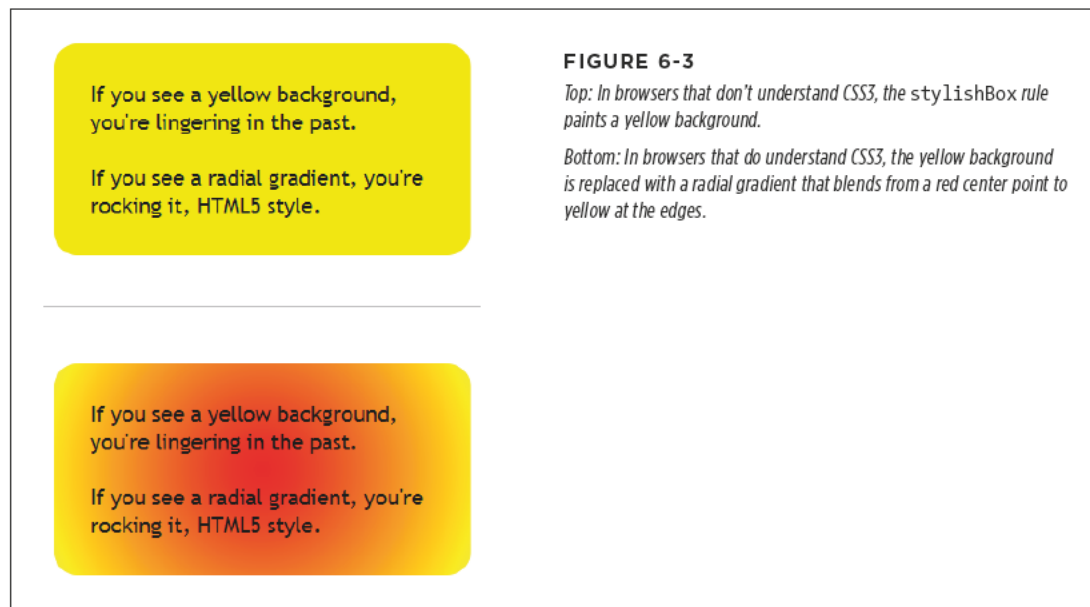 If you see a yellow background,
you're lingering in the past.
If you see a radial gradient, you're
rocking it, HTML5 style.
FIGURE 6-3
Top: In browsers that don't understand CSS3, the stylishBox rule
paints a yellow background.
Bottom: In browsers that do understand CSS3, the yellow background
is replaced with a radial gradient that blends from a red center point to
yellow at the edges.
If you see a yellow background,
you're lingering in the past.
If you see a radial gradient, you're
rocking it, HTML5 style.